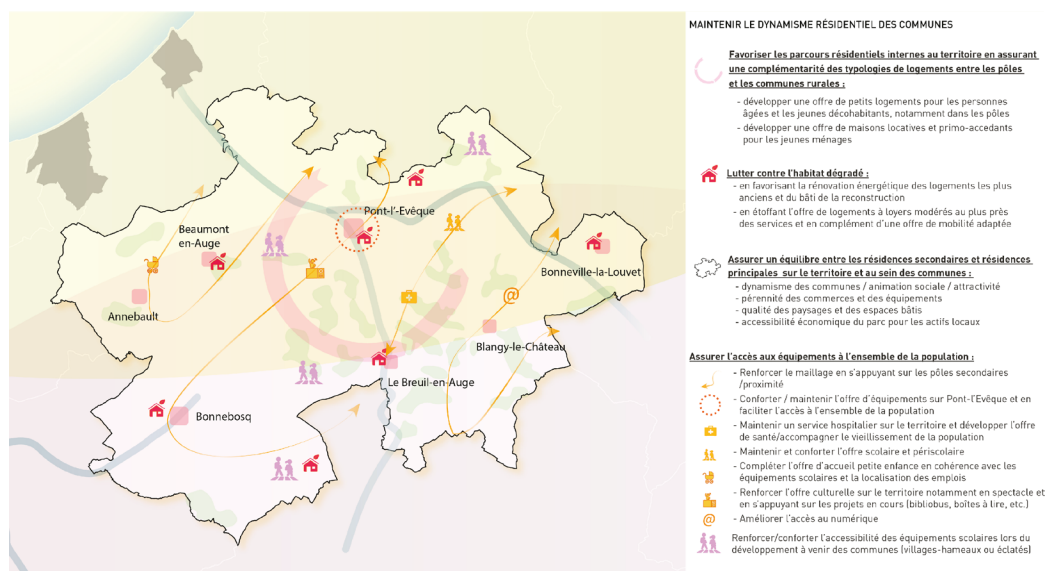 MAINTENIR LE DYNAMISME RÉSIDENTIEL DES COMMUNES
Favoriser les parcours résidentiels internes au territoire en assurant
une complémentarité des typologies de logements entre les pôles
et les communes rurales :
- développer une offre de petits logements pour les personnes
âgées et les jeunes décohabitants, notamment dans les pôles
- développer une offre de maisons locatives et primo-accedants
pour les jeunes ménages
Lutter contre l'habitat dégradé :
- en favorisant la rénovation énergétique des logements les plus
anciens et du bâti de la reconstruction
- en étoffant l'offre de logements à loyers modérés au plus près
des services et en complément d'une offre de mobilité adaptée
Assurer un équilibre entre les résidences secondaires et résidences
principales sur le territoire et au sein des communes :
- dynamisme des communes / animation sociale / attractivité
- pérennité des commerces et des équipements
- qualité des paysages et des espaces bâtis
- accessibilité économique du parc pour les actifs locaux
Assurer l'accès aux équipements à l'ensemble de la population :
- Renforcer le maillage en s'appuyant sur les pôles secondaires
/proximité
- Conforter / maintenir l'offre d'équipements sur Pont-l'Evêque et en
faciliter l'accès à l'ensemble de la population
- Maintenir un service hospitalier sur le territoire et développer l'offre
de santé/accompagner le vieillissement de la population
- Maintenir et conforter l'offre scolaire et périscolaire
- Compléter l'offre d'accueil petite enfance en cohérence avec les
équipements scolaires et la localisation des emplois
- Renforcer l'offre culturelle sur le territoire notamment en spectacle et
en s'appuyant sur les projets en cours (bibliobus, boîtes à lire, etc.)
@
- Améliorer l'accès au numérique
Renforcer/conforter l'accessibilité des équipements scolaires lors du
développement à venir des communes (villages-hameaux ou éclatés)
Pont-l'-Evêque
Beaumont
en-Auge
Bonneville-la-Louvet
Annebault
@
Blangy-le-Château
Le Breuil-en-Auge
Bonnebosq